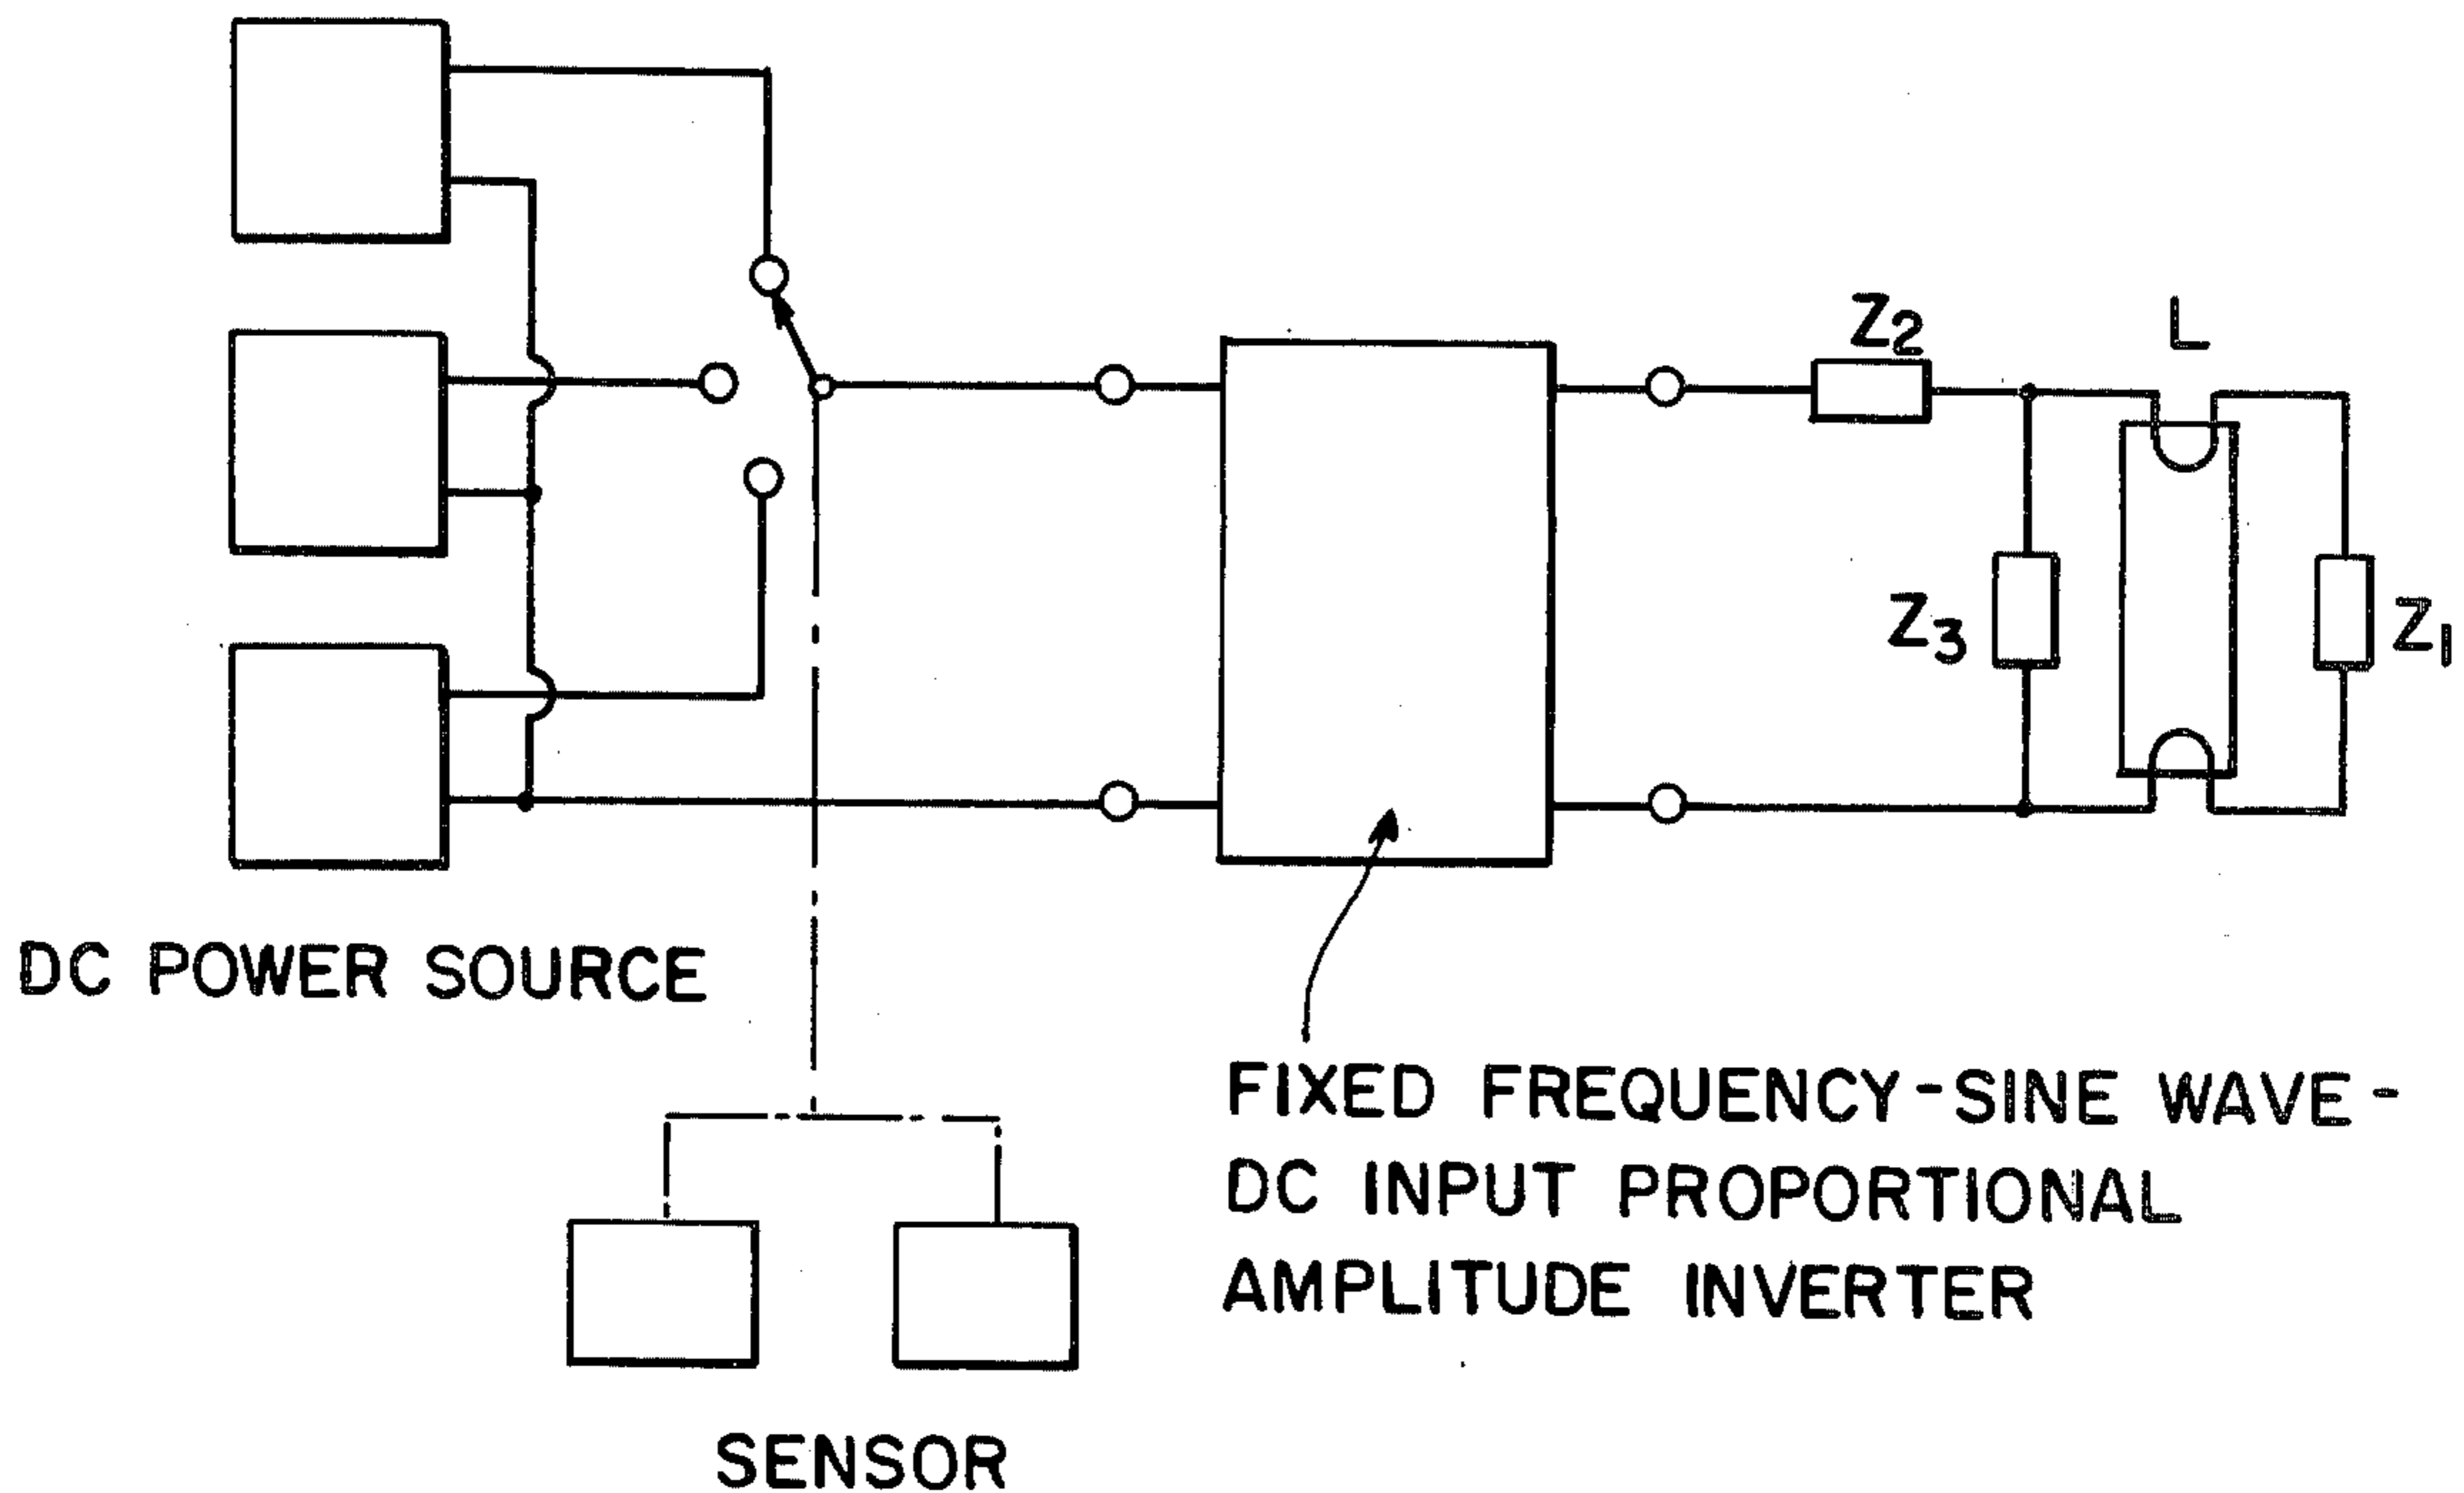 Z2
L
Z3
Z1
DC POWER SOURCE
FIXED FREQUENCY-SINE WAVE-
DC INPUT PROPORTIONAL
AMPLITUDE INVERTER
SENSOR